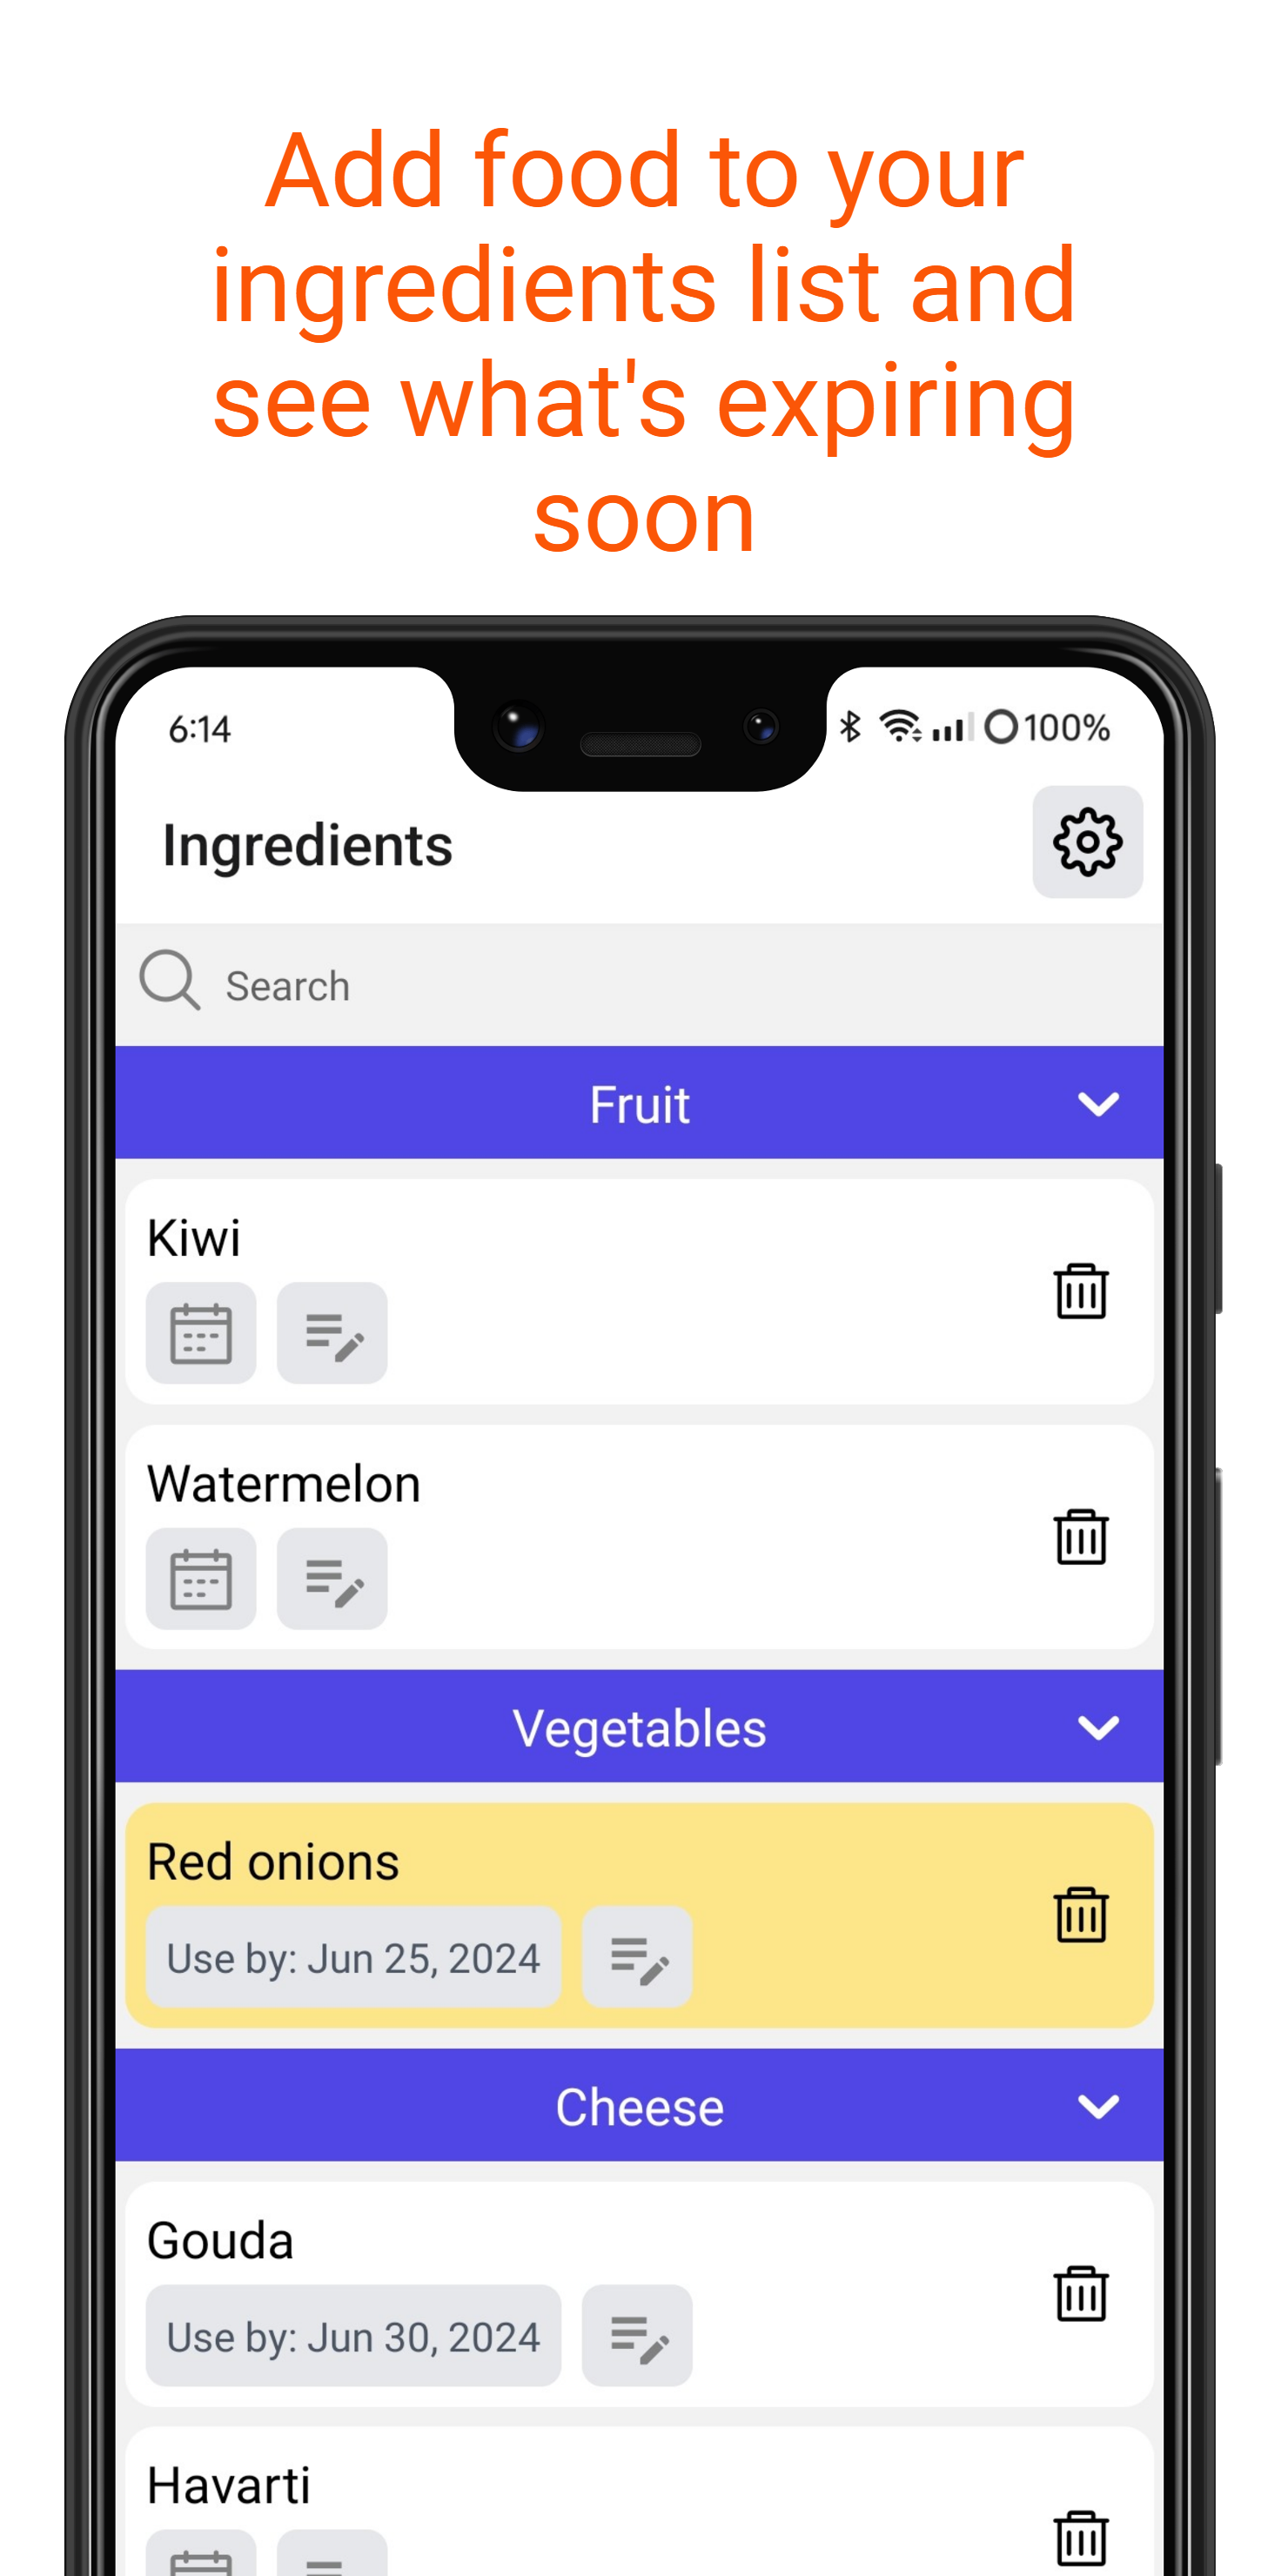 Add food to your
ingredients list and
see what's expiring
soon
6:14
100%
Ingredients
Search
Fruit
Kiwi
Watermelon
Vegetables
Red onions
Use by: Jun 25, 2024
Cheese
Gouda
Use by: Jun 30, 2024
Havarti